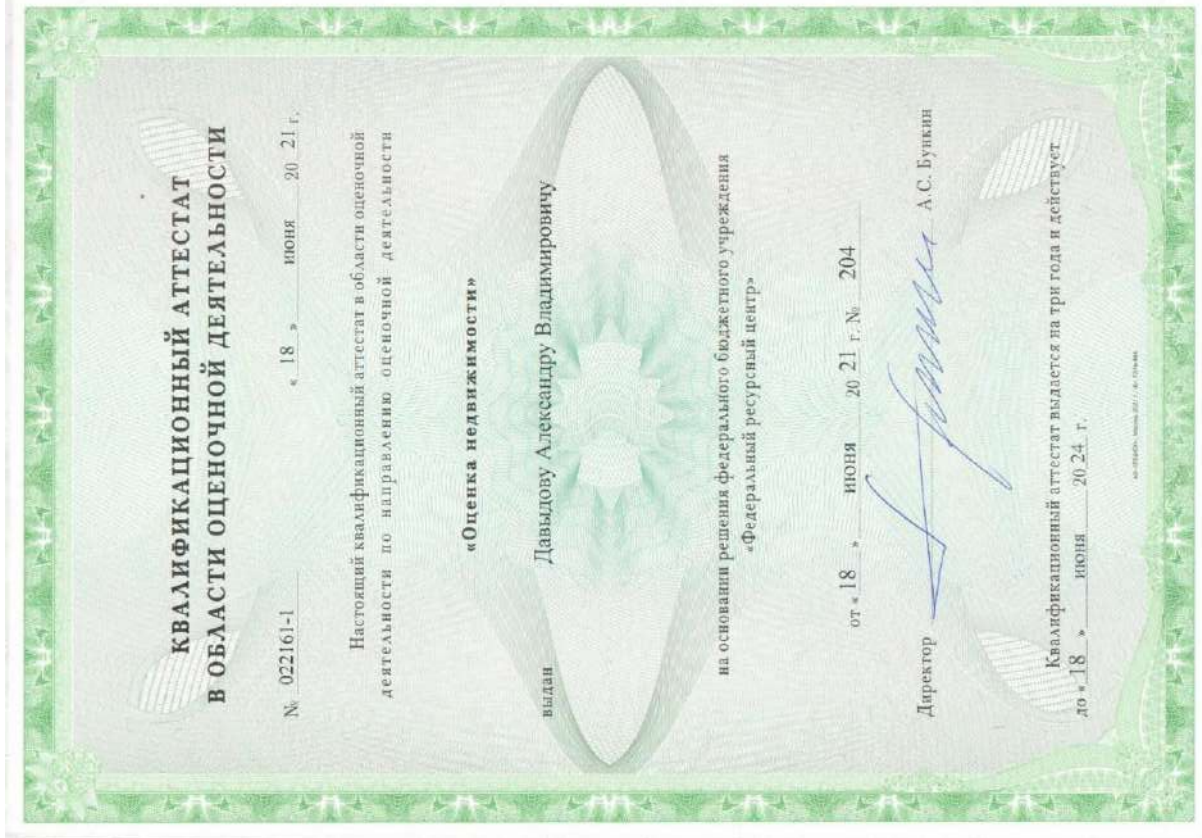 КВАЛИФИКАЦИОННЫЙ АТТЕСТАТ
В ОБЛАСТИ ОЦЕНОЧНОЙ ДЕЯТЕЛЬНОСТИ
№ 022161-1 « 18 » июня 20 21 г.
Настоящий квалификационный аттестат в области оценочной
деятельности по направлению оценочной деятельности
«Оценка недвижимости»
выдан Давыдову Александру Владимировичу
на основании решения федерального бюджетного учреждения
«Федеральный ресурсный центр»
от « 18 » июня 20 21 г. № 204
Директор А.С. Бункин
Квалификационный аттестат выдается на три года и действует
до « 18 » июня 20 24 г.